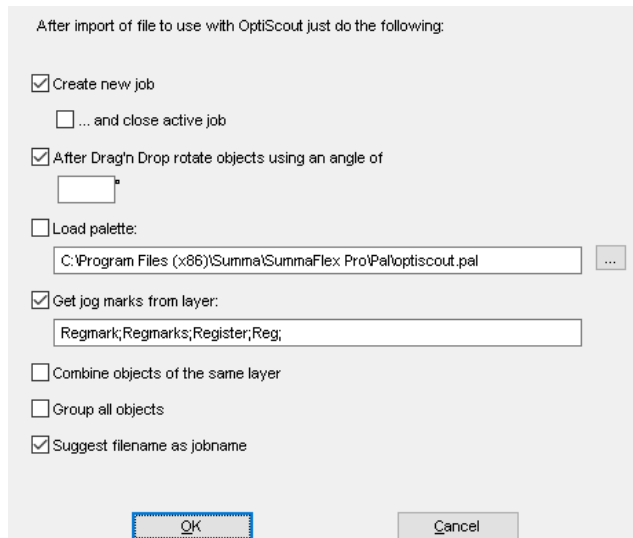 After import of file to use with OptiScout just do the following:
Create new job
... and close active job
After Drag'n Drop rotate objects using an angle of
°
Load palette:
C:\Program Files (x86)\Summa\SummaFlex Pro\Pal\optiscout.pal
...
Get jog marks from layer:
Regmark;Regmarks;Register;Reg;
Combine objects of the same layer
Group all objects
Suggest filename as jobname
OK Cancel